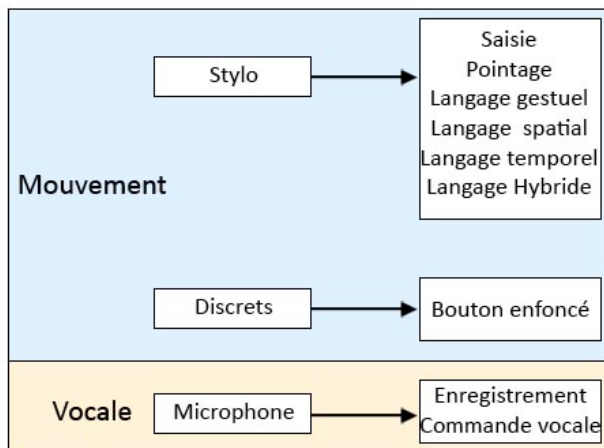 Mouvement
Stylo
Saisie
Pointage
Langage gestuel
Langage spatial
Langage temporel
Langage Hybride
Discrets
Bouton enfoncé
Vocale
Microphone
Enregistrement
Commande vocale